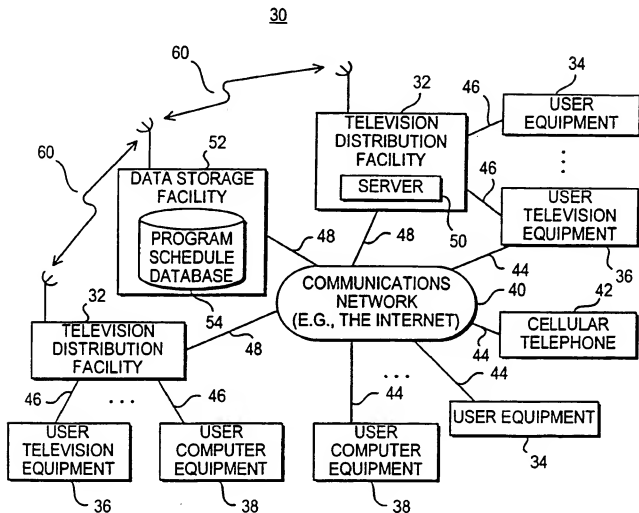 30
60
60
52
DATA STORAGE
FACILITY
PROGRAM
SCHEDULE
DATABASE
54
32
TELEVISION
DISTRIBUTION
FACILITY
SERVER
50
46
34
USER EQUIPMENT
46
USER
TELEVISION
EQUIPMENT
36
48
48
44
COMMUNICATIONS
NETWORK
(E.G., THE INTERNET)
40
42
CELLULAR
TELEPHONE
44
32
TELEVISION
DISTRIBUTION
FACILITY
48
46
46
USER
TELEVISION
EQUIPMENT
36
USER
COMPUTER
EQUIPMENT
38
44
USER
COMPUTER
EQUIPMENT
38
44
USER EQUIPMENT
34